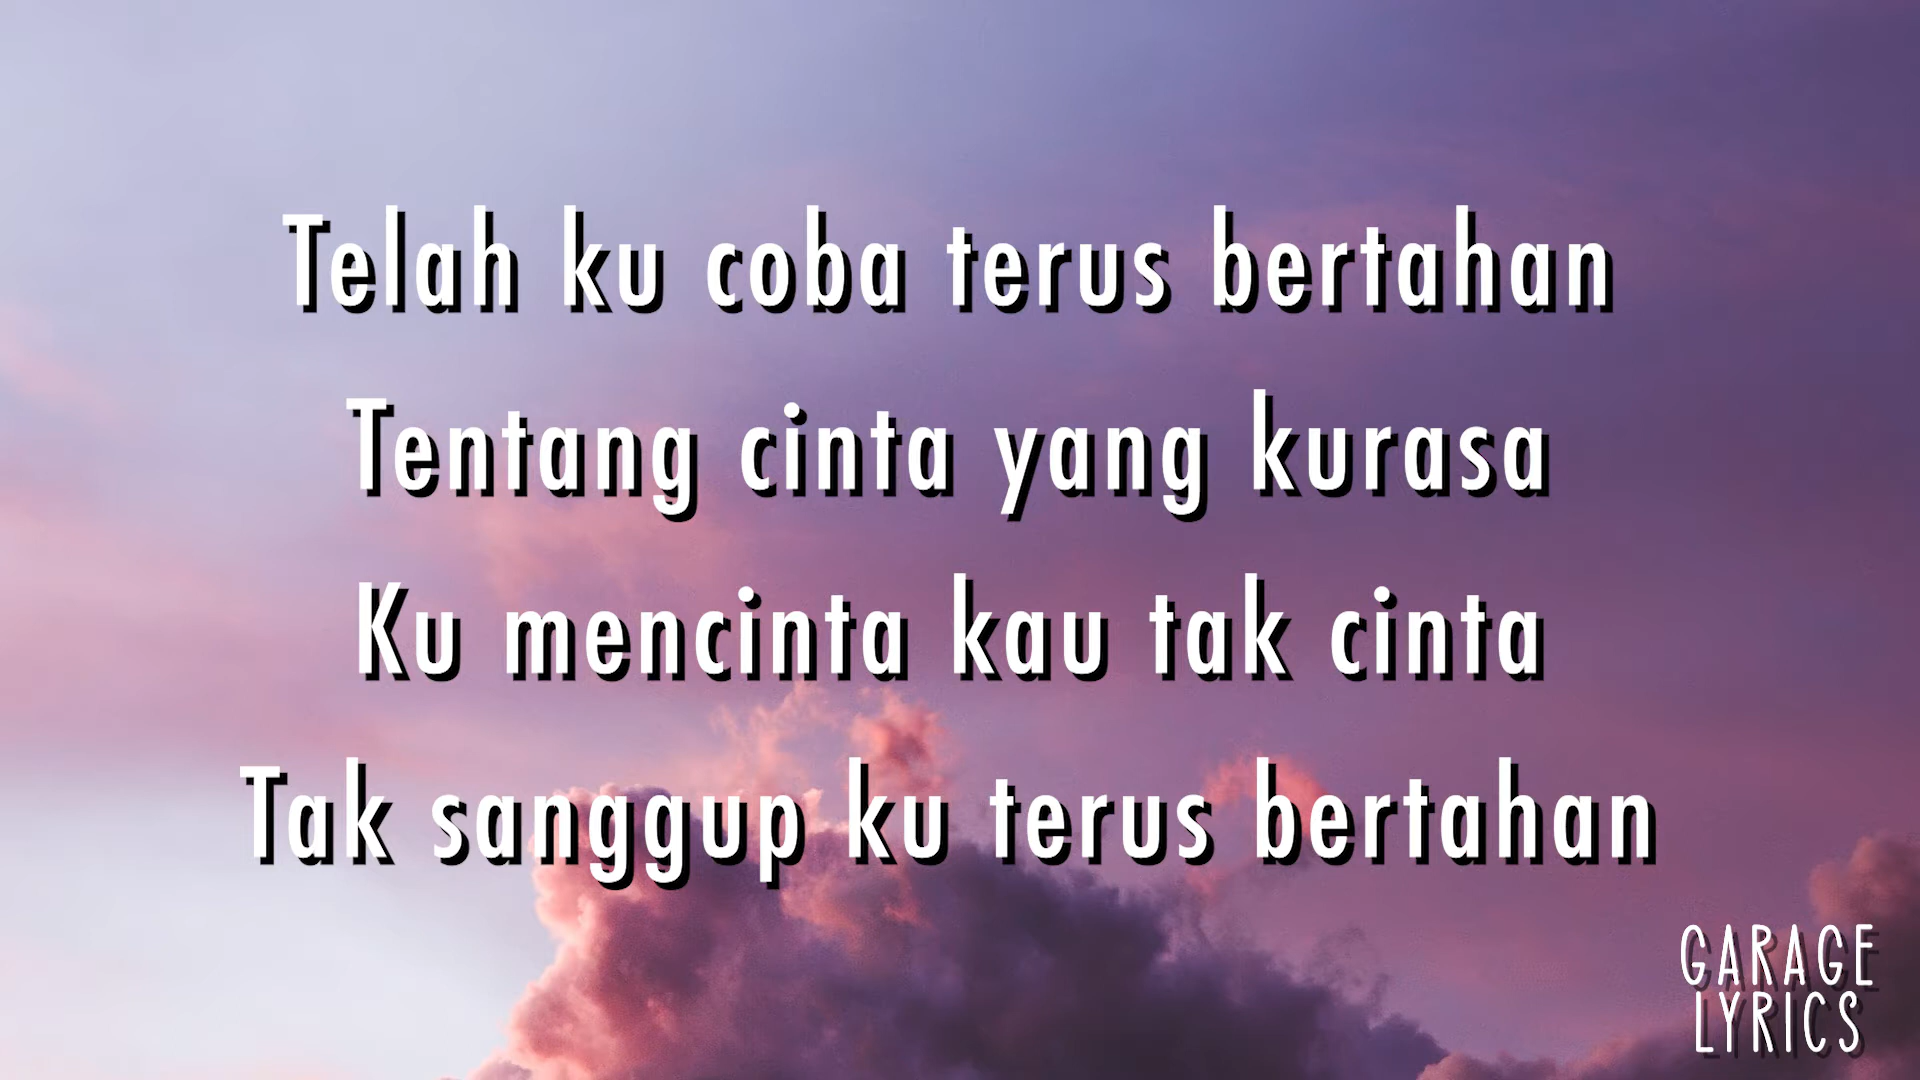 Telah ku coba terus bertahan
Tentang cinta yang kurasa
Ku mencinta kau tak cinta
Tak sanggup ku terus bertahan
GARAGE
LYRICS